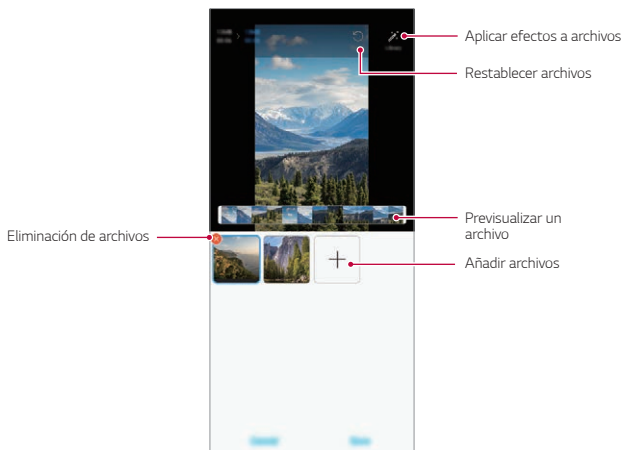 Aplicar efectos a archivos
Restablecer archivos
Previsualizar un
archivo
Eliminación de archivos
Añadir archivos